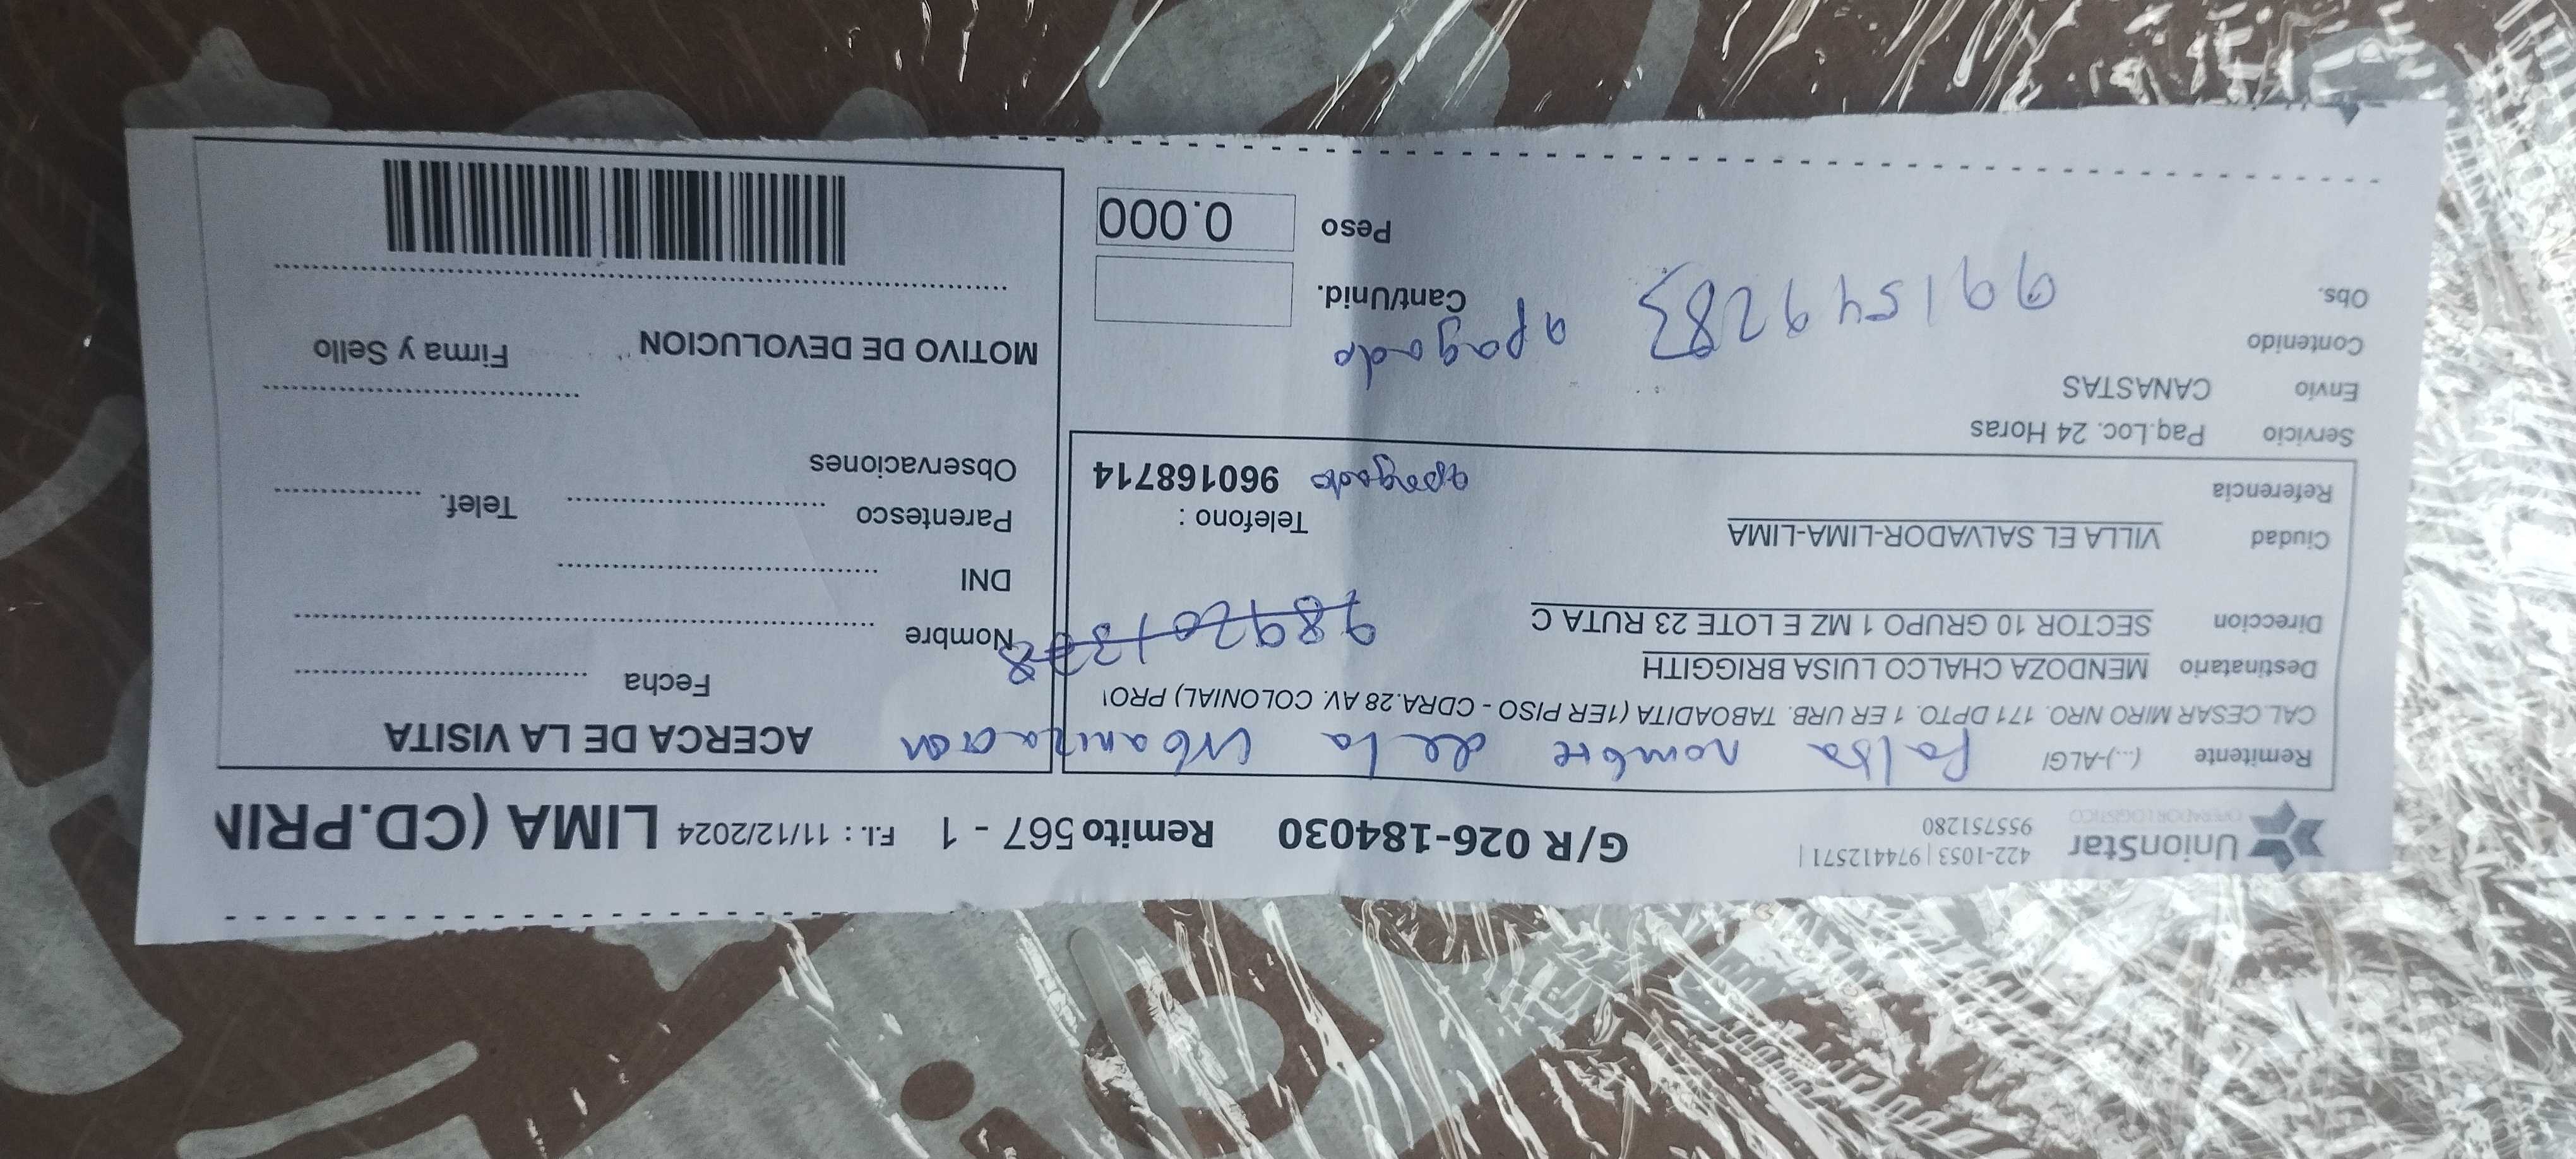 UnionStar
OPERADOR LOGISTICO
422-1053 | 974412571 |
955751280
G/R 026-184030 Remito 567 - 1 F.I. : 11/12/2024 LIMA (CD.PRIN
Remitente (...)-ALGI Falta nombre de la urbanizacion
CAL.CESAR MIRO NRO. 171 DPTO. 1 ER URB. TABOADITA (1ER PISO - CDRA.28 AV. COLONIAL) PRO
Destinatario MENDOZA CHALCO LUISA BRIGGITH
Direccion SECTOR 10 GRUPO 1 MZ E LOTE 23 RUTA C
Ciudad VILLA EL SALVADOR-LIMA-LIMA
Telefono :
Referencia
apagado 960168714
Servicio Paq.Loc. 24 Horas
Envio CANASTAS
Contenido
Obs. 991549283 apagado
Cant/Unid.
Peso 0.000
ACERCA DE LA VISITA
Fecha
Nombre
DNI
Parentesco Telef.
Observaciones
MOTIVO DE DEVOLUCION Firma y Sello